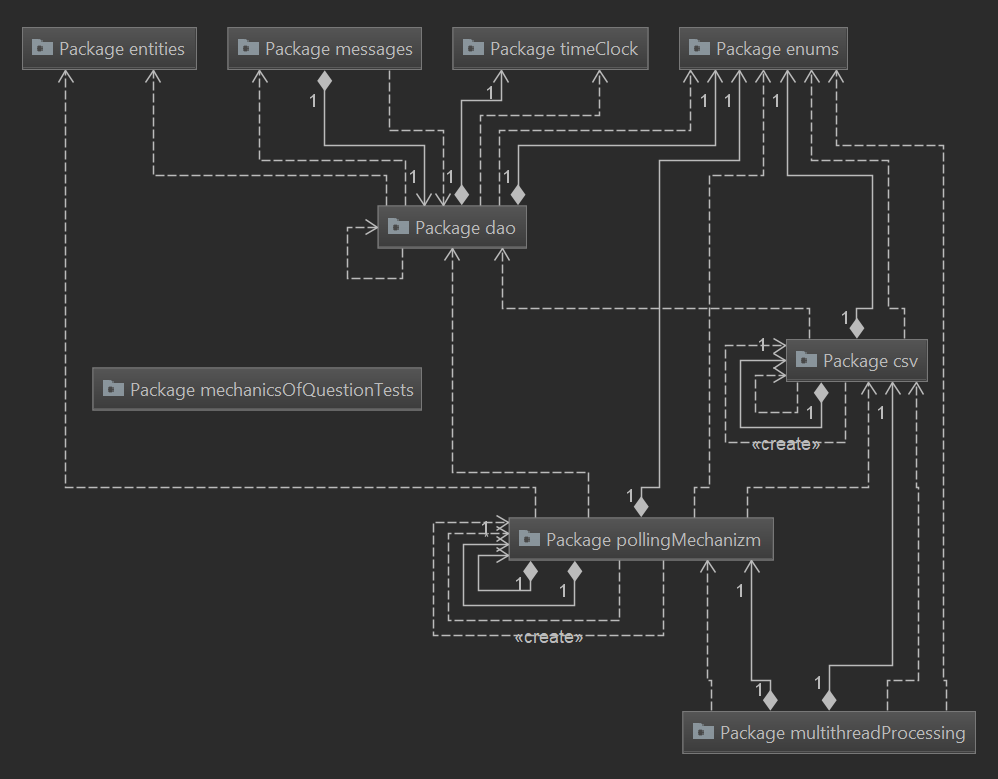 Package entities
Package messages
Package timeClock
Package enums
1
1
1
1
1
1
1
1
Package dao
1
1
Package csv
Package mechanicsOfQuestionTests
1
1
«create»
1
1
Package pollingMechanizm
1
1
1
«create»
1
1
Package multithreadProcessing